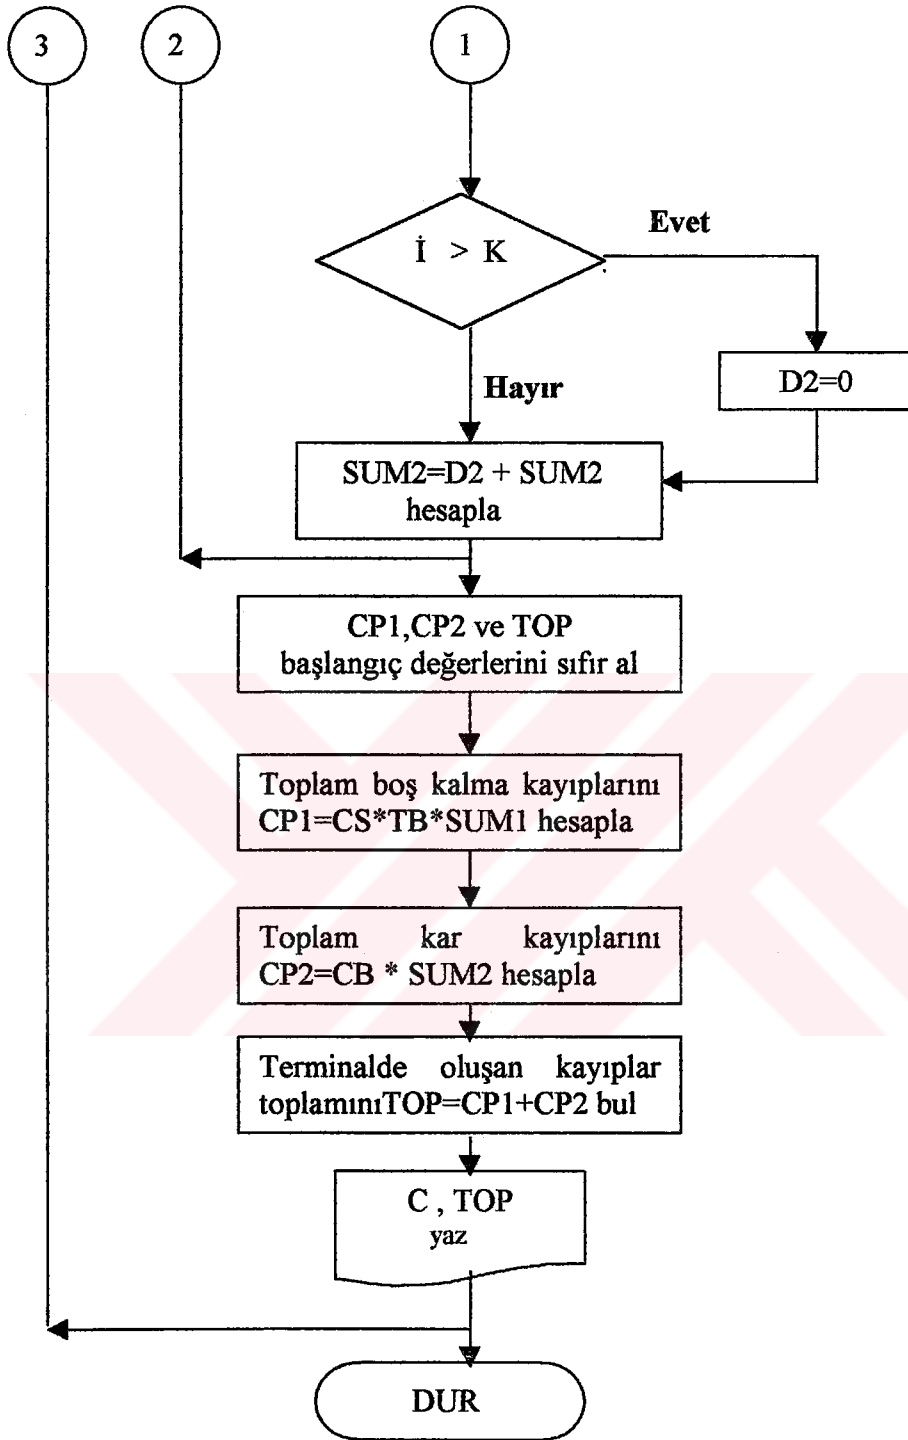 3
2
1
İ > K
Evet
Hayır
D2=0
SUM2=D2 + SUM2
hesapla
CP1,CP2 ve TOP
başlangıç değerlerini sıfır al
Toplam boş kalma kayıplarını
CP1=CS*TB*SUM1 hesapla
Toplam kar kayıplarını
CP2=CB * SUM2 hesapla
Terminalde oluşan kayıplar
toplamınıTOP=CP1+CP2 bul
C , TOP
yaz
DUR